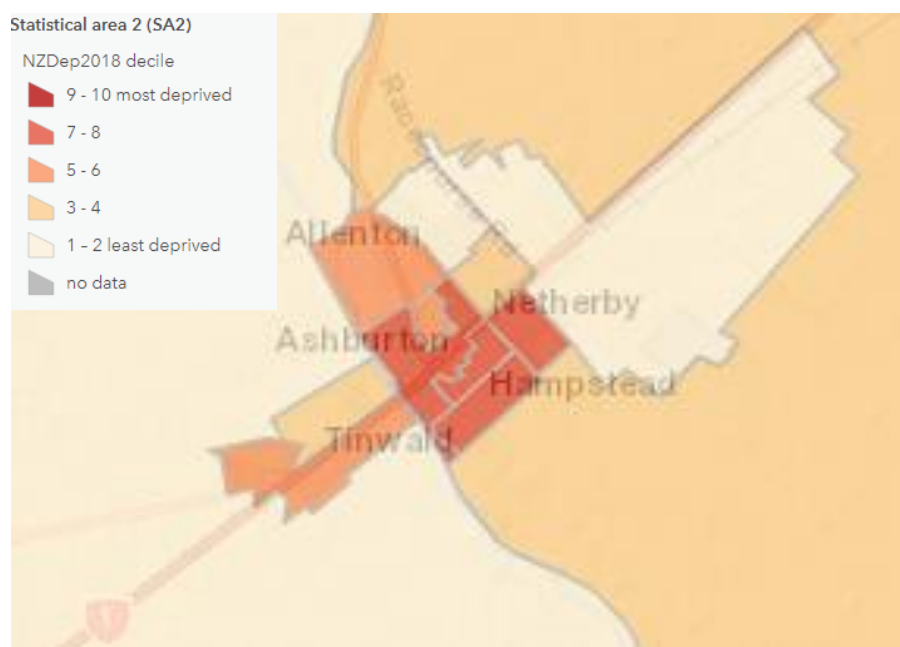 Statistical area 2 (SA2)
NZDep2018 decile
9 - 10 most deprived
7 - 8
5 - 6
3 - 4
1 – 2 least deprived
no data
Allenton
Netherby
Ashburton
Hampstead
Tinwald
1